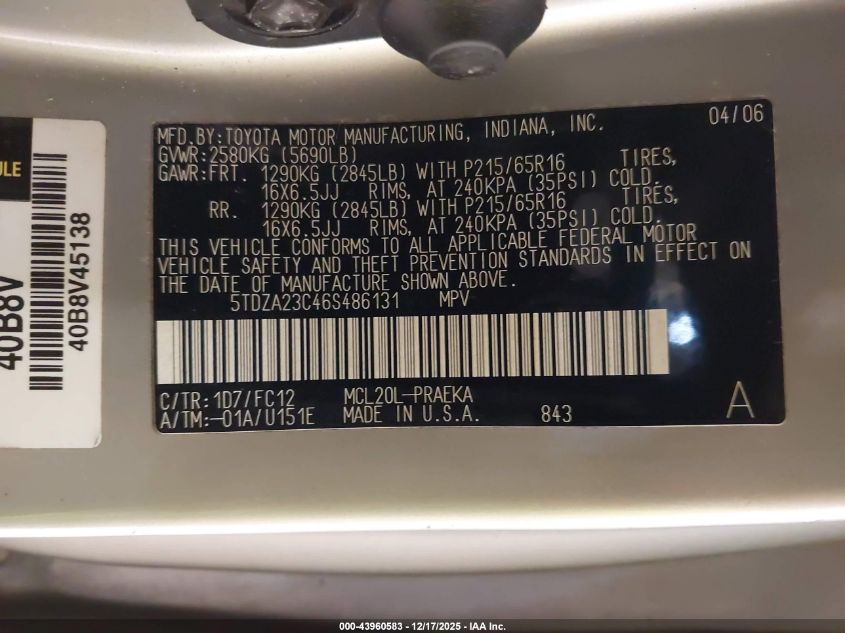 MFD.BY:TOYOTA MOTOR MANUFACTURING, INDIANA, INC. 04/06
GVWR:2580KG (5690LB)
GAWR:FRT. 1290KG (2845LB) WITH P215/65R16 TIRES,
16X6.5JJ RIMS, AT 240KPA (35PSI) COLD.
RR. 1290KG (2845LB) WITH P215/65R16 TIRES,
16X6.5JJ RIMS, AT 240KPA (35PSI) COLD.
THIS VEHICLE CONFORMS TO ALL APPLICABLE FEDERAL MOTOR
VEHICLE SAFETY AND THEFT PREVENTION STANDARDS IN EFFECT ON
THE DATE OF MANUFACTURE SHOWN ABOVE.
5TDZA23C46S486131 MPV
C/TR:1D7/FC12 MCL20L-PRAEKA
A/TM:-01A/U151E MADE IN U.S.A. 843 A
40B8V
40B8V45138
000-43960583 - 12/17/2025 - IAA Inc.